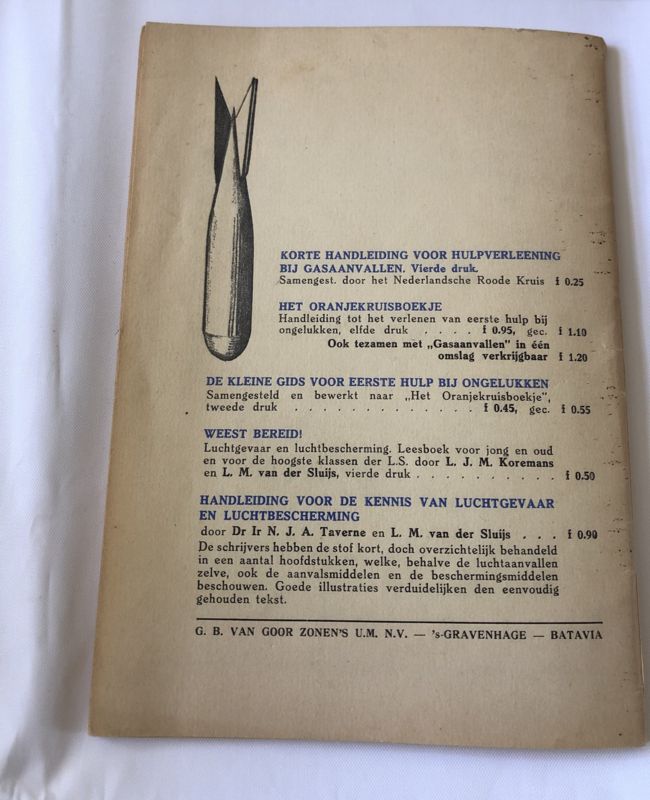 KORTE HANDLEIDING VOOR HULPVERLEENING
BIJ GASAANVALLEN. Vierde druk.
Samengest. door het Nederlandsche Roode Kruis f 0.25
HET ORANJEKRUISBOEKJE
Handleiding tot het verlenen van eerste hulp bij
ongelukken, elfde druk . . . . f 0.95, gec. f 1.10
Ook tezamen met „Gasaanvallen" in één
omslag verkrijgbaar f 1.20
DE KLEINE GIDS VOOR EERSTE HULP BIJ ONGELUKKEN
Samengesteld en bewerkt naar „Het Oranjekruisboekje",
tweede druk . . . . . . . . . . . . . f 0.45, gec. f 0.55
WEEST BEREID!
Luchtgevaar en luchtbescherming. Leesboek voor jong en oud
en voor de hoogste klassen der L.S. door L. J. M. Koremans
en L. M. van der Sluijs, vierde druk . . . . . . . . . . f 0.50
HANDLEIDING VOOR DE KENNIS VAN LUCHTGEVAAR
EN LUCHTBESCHERMING
door Dr Ir N. J. A. Taverne en L. M. van der Sluijs . . . f 0.90
De schrijvers hebben de stof kort, doch overzichtelijk behandeld
in een aantal hoofdstukken, welke, behalve de luchtaanvallen
zelve, ook de aanvalsmiddelen en de beschermingsmiddelen
beschouwen. Goede illustraties verduidelijken den eenvoudig
gehouden tekst.
G. B. VAN GOOR ZONEN'S U.M. N.V. — 's-GRAVENHAGE — BATAVIA